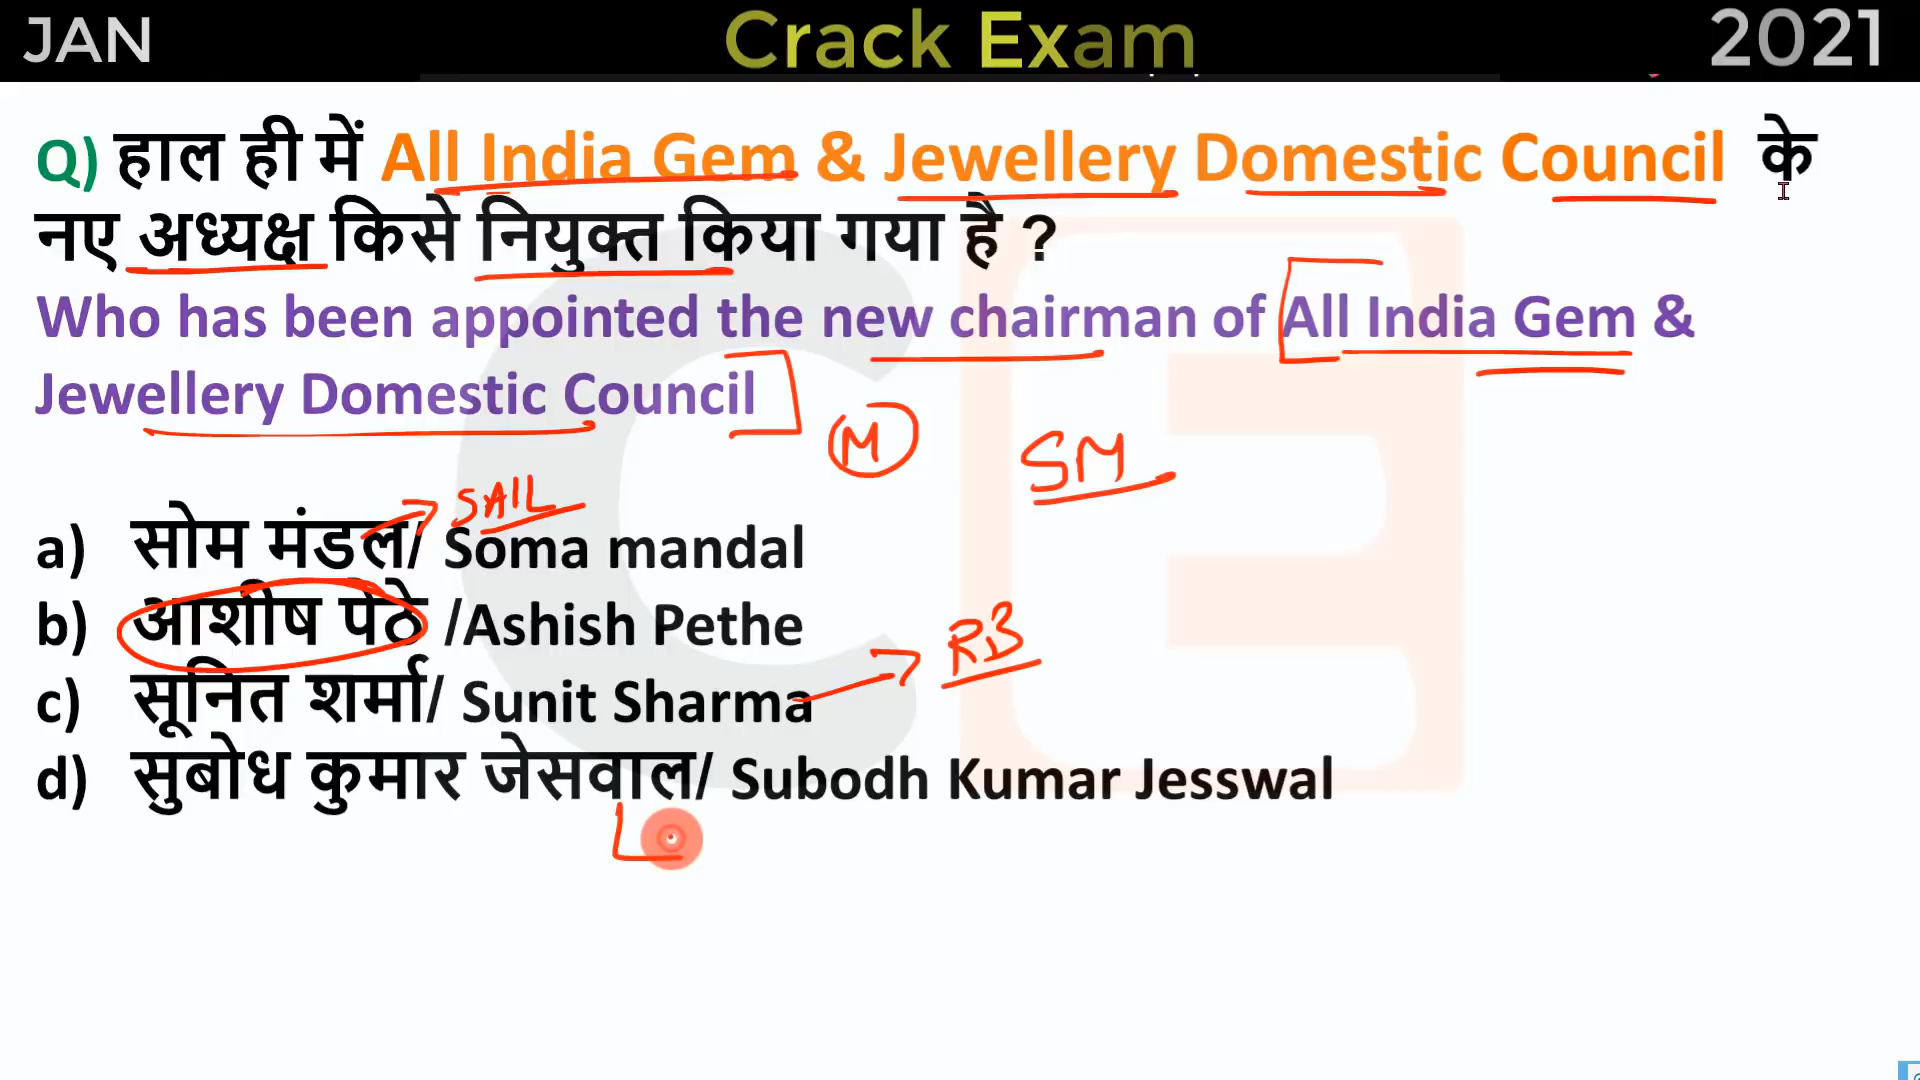 JAN Crack Exam 2021
Q) हाल ही में All India Gem & Jewellery Domestic Council के
नए अध्यक्ष किसे नियुक्त किया गया है ?
Who has been appointed the new chairman of All India Gem &
Jewellery Domestic Council
M
SM
SAIL
a) सोम मंडल/ Soma mandal
b) आशीष पेठे /Ashish Pethe
RB
c) सूनित शर्मा/ Sunit Sharma
d) सुबोध कुमार जेसवाल/ Subodh Kumar Jesswal